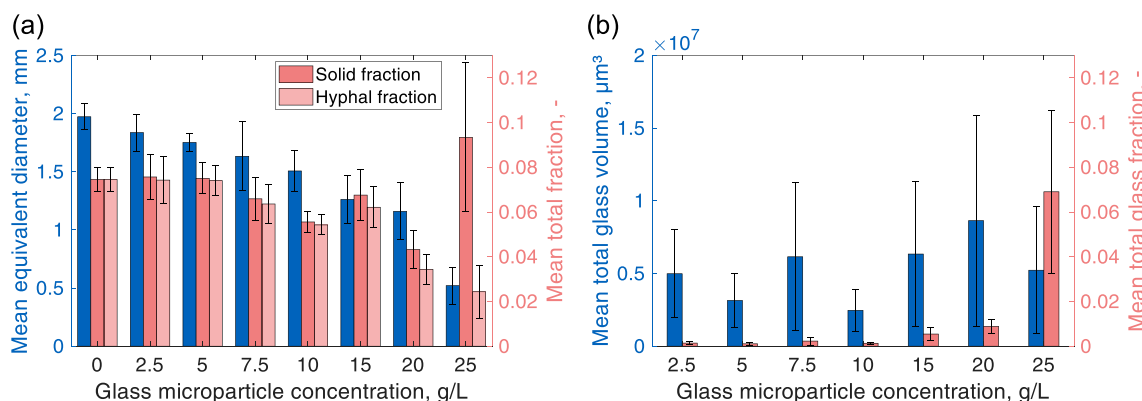 (a)
Mean equivalent diameter, mm
2.5
2
1.5
1
0.5
0
Solid fraction
Hyphal fraction
0.12
0.1
0.08
0.06
0.04
0.02
0
Mean total fraction, -
0 2.5 5 7.5 10 15 20 25
Glass microparticle concentration, g/L
(b)
×10⁷
Mean total glass volume, µm³
2
1.5
1
0.5
0
0.12
0.1
0.08
0.06
0.04
0.02
0
Mean total glass fraction, -
2.5 5 7.5 10 15 20 25
Glass microparticle concentration, g/L